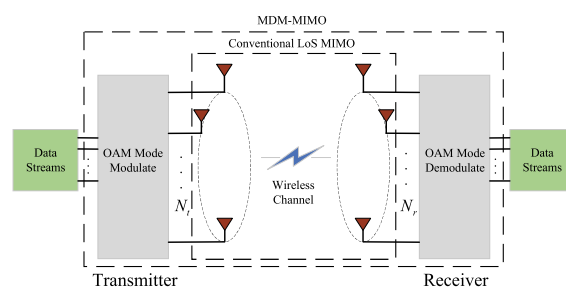 MDM-MIMO
Conventional LoS MIMO
Data
Streams
OAM Mode
Modulate
N_t
Wireless
Channel
N_r
OAM Mode
Demodulate
Data
Streams
Transmitter
Receiver